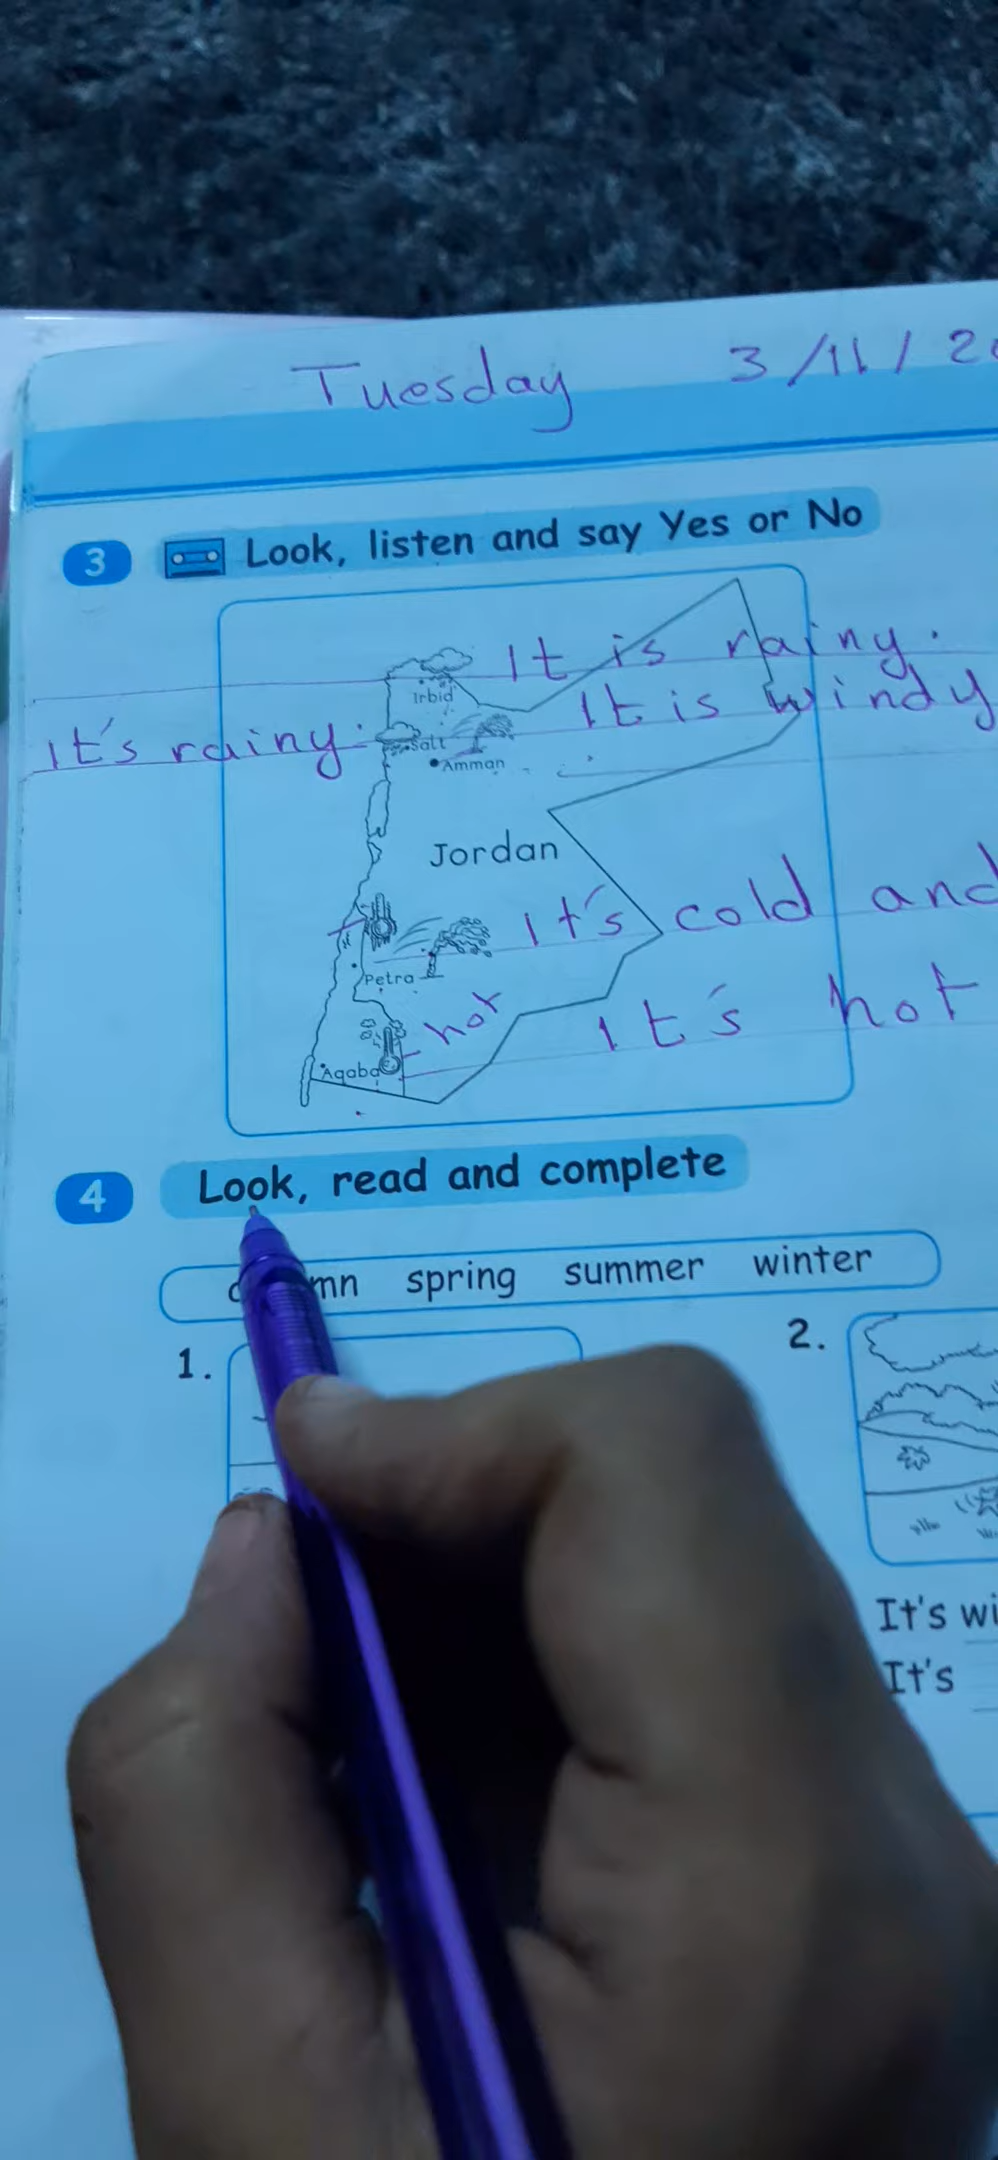 Tuesday 3/11/2
3 Look, listen and say Yes or No
It is rainy.
Irbid
It is windy
It's rainy.
Salt
Amman
Jordan
It's cold and
Petra
hot
It's hot
Aqaba
4 Look, read and complete
spring summer winter
1.
2.
It's
It's